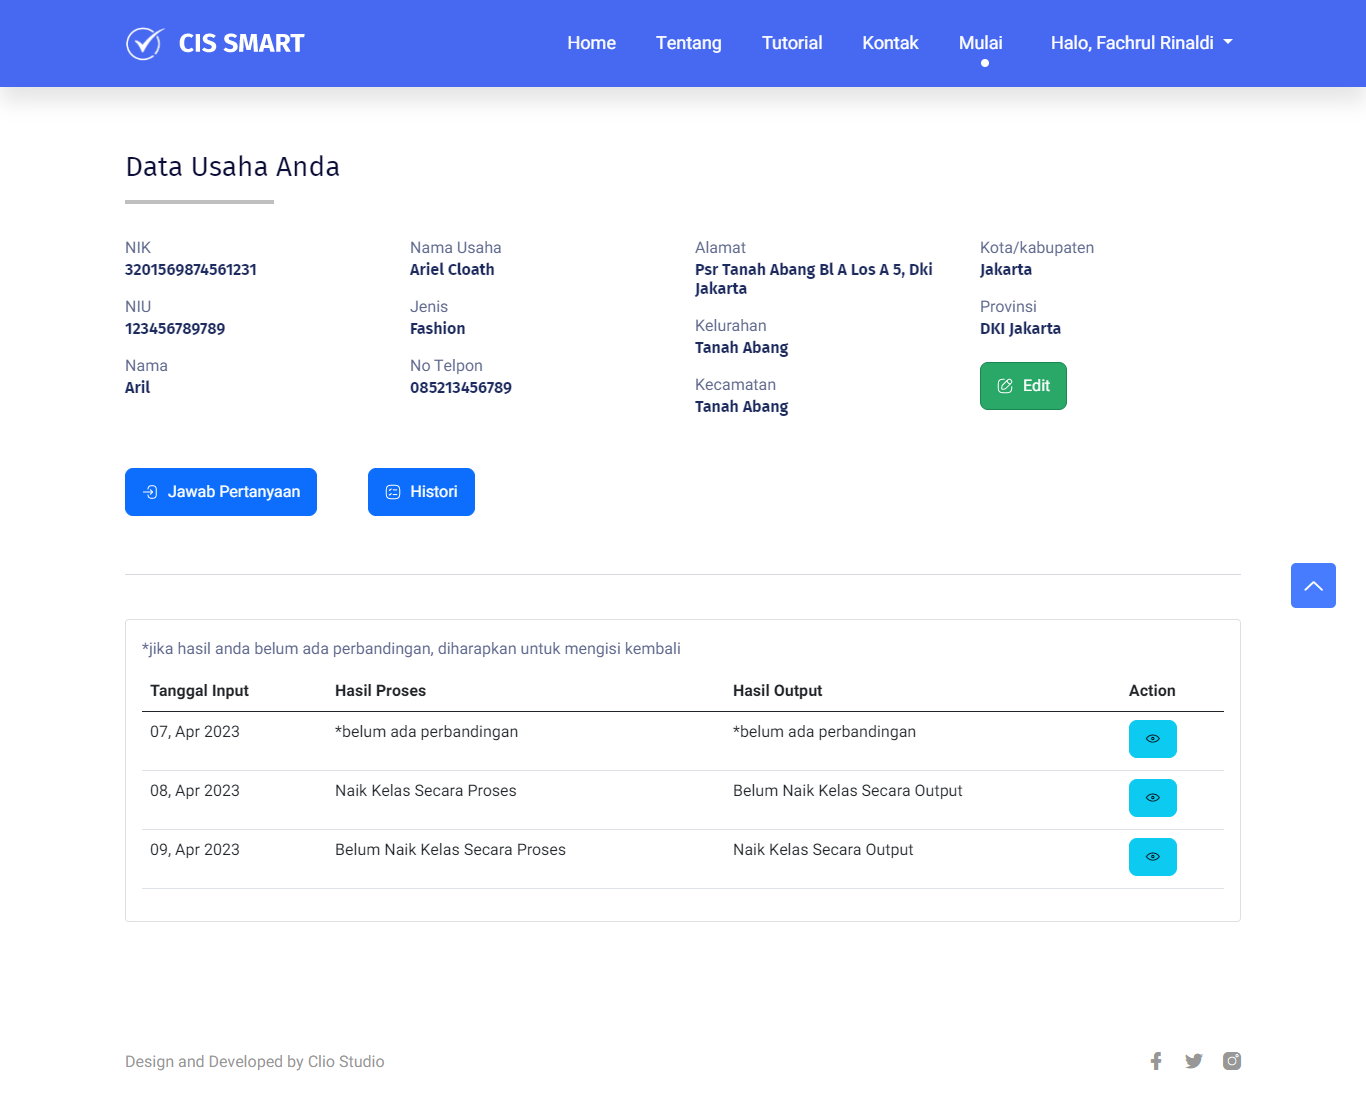 CIS SMART
Home Tentang Tutorial Kontak Mulai Halo, Fachrul Rinaldi
Data Usaha Anda
NIK
3201569874561231
NIU
123456789789
Nama
Aril
Nama Usaha
Ariel Cloath
Jenis
Fashion
No Telpon
085213456789
Alamat
Psr Tanah Abang Bl A Los A 5, Dki
Jakarta
Kelurahan
Tanah Abang
Kecamatan
Tanah Abang
Kota/kabupaten
Jakarta
Provinsi
DKI Jakarta
Edit
Jawab Pertanyaan Histori
*jika hasil anda belum ada perbandingan, diharapkan untuk mengisi kembali
Tanggal Input Hasil Proses Hasil Output Action
07, Apr 2023 *belum ada perbandingan *belum ada perbandingan
08, Apr 2023 Naik Kelas Secara Proses Belum Naik Kelas Secara Output
09, Apr 2023 Belum Naik Kelas Secara Proses Naik Kelas Secara Output
Design and Developed by Clio Studio